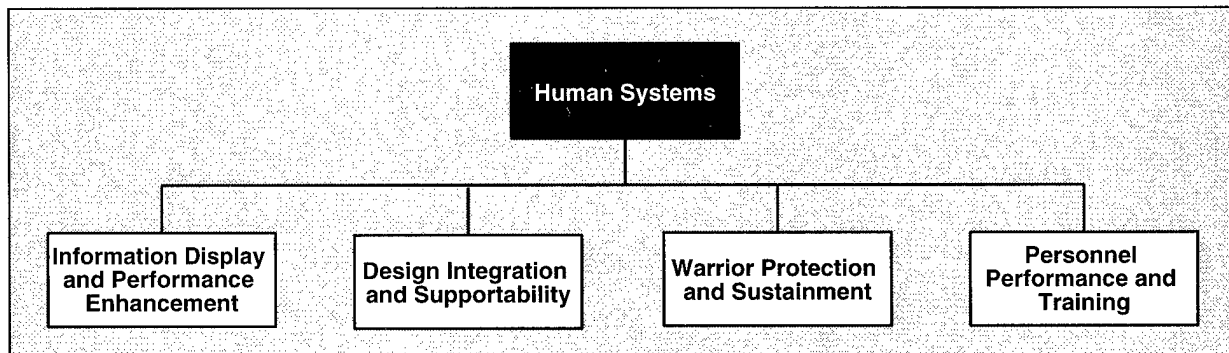 Human Systems
Information Display
and Performance
Enhancement
Design Integration
and Supportability
Warrior Protection
and Sustainment
Personnel
Performance and
Training